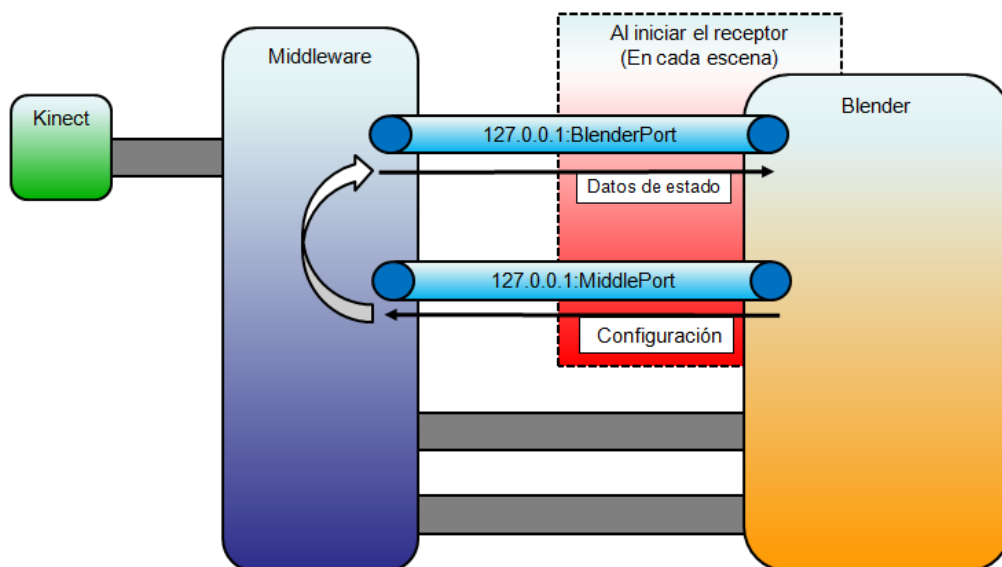 Al iniciar el receptor
(En cada escena)
Middleware
Kinect
Blender
127.0.0.1:BlenderPort
Datos de estado
127.0.0.1:MiddlePort
Configuración